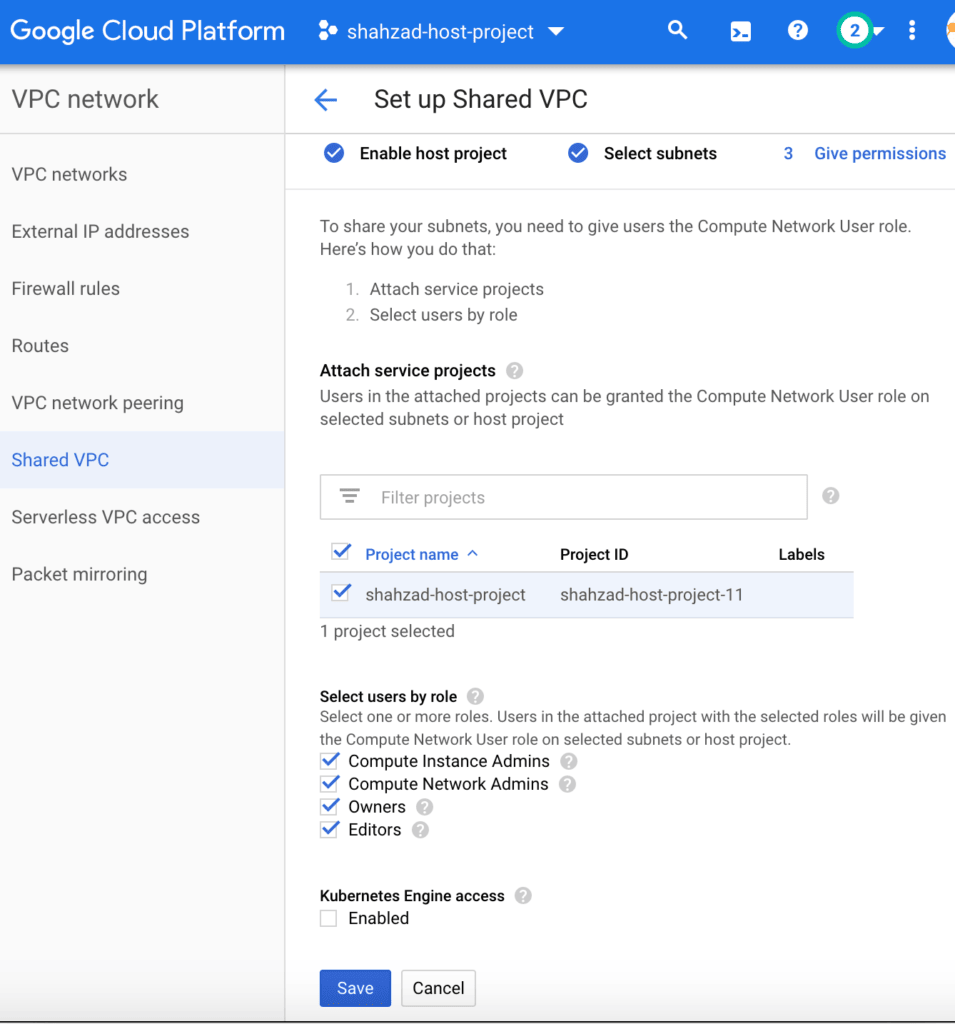 Google Cloud Platform
shahzad-host-project
2
VPC network
Set up Shared VPC
Enable host project
Select subnets
3 Give permissions
VPC networks
External IP addresses
Firewall rules
Routes
VPC network peering
Shared VPC
Serverless VPC access
Packet mirroring
To share your subnets, you need to give users the Compute Network User role.
Here’s how you do that:
1. Attach service projects
2. Select users by role
Attach service projects
Users in the attached projects can be granted the Compute Network User role on
selected subnets or host project
Filter projects
Project name Project ID Labels
shahzad-host-project shahzad-host-project-11
1 project selected
Select users by role
Select one or more roles. Users in the attached project with the selected roles will be given
the Compute Network User role on selected subnets or host project.
Compute Instance Admins
Compute Network Admins
Owners
Editors
Kubernetes Engine access
Enabled
Save Cancel